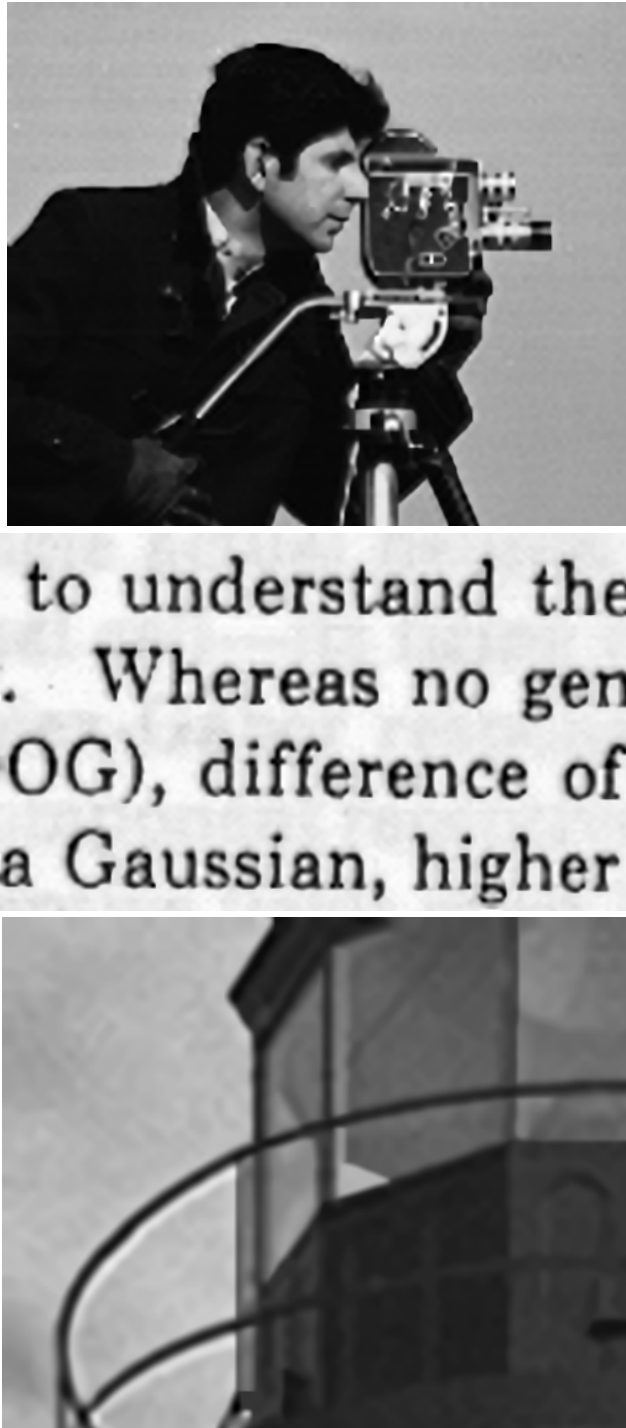 to understand the
. Whereas no gen
OG), difference of
a Gaussian, higher